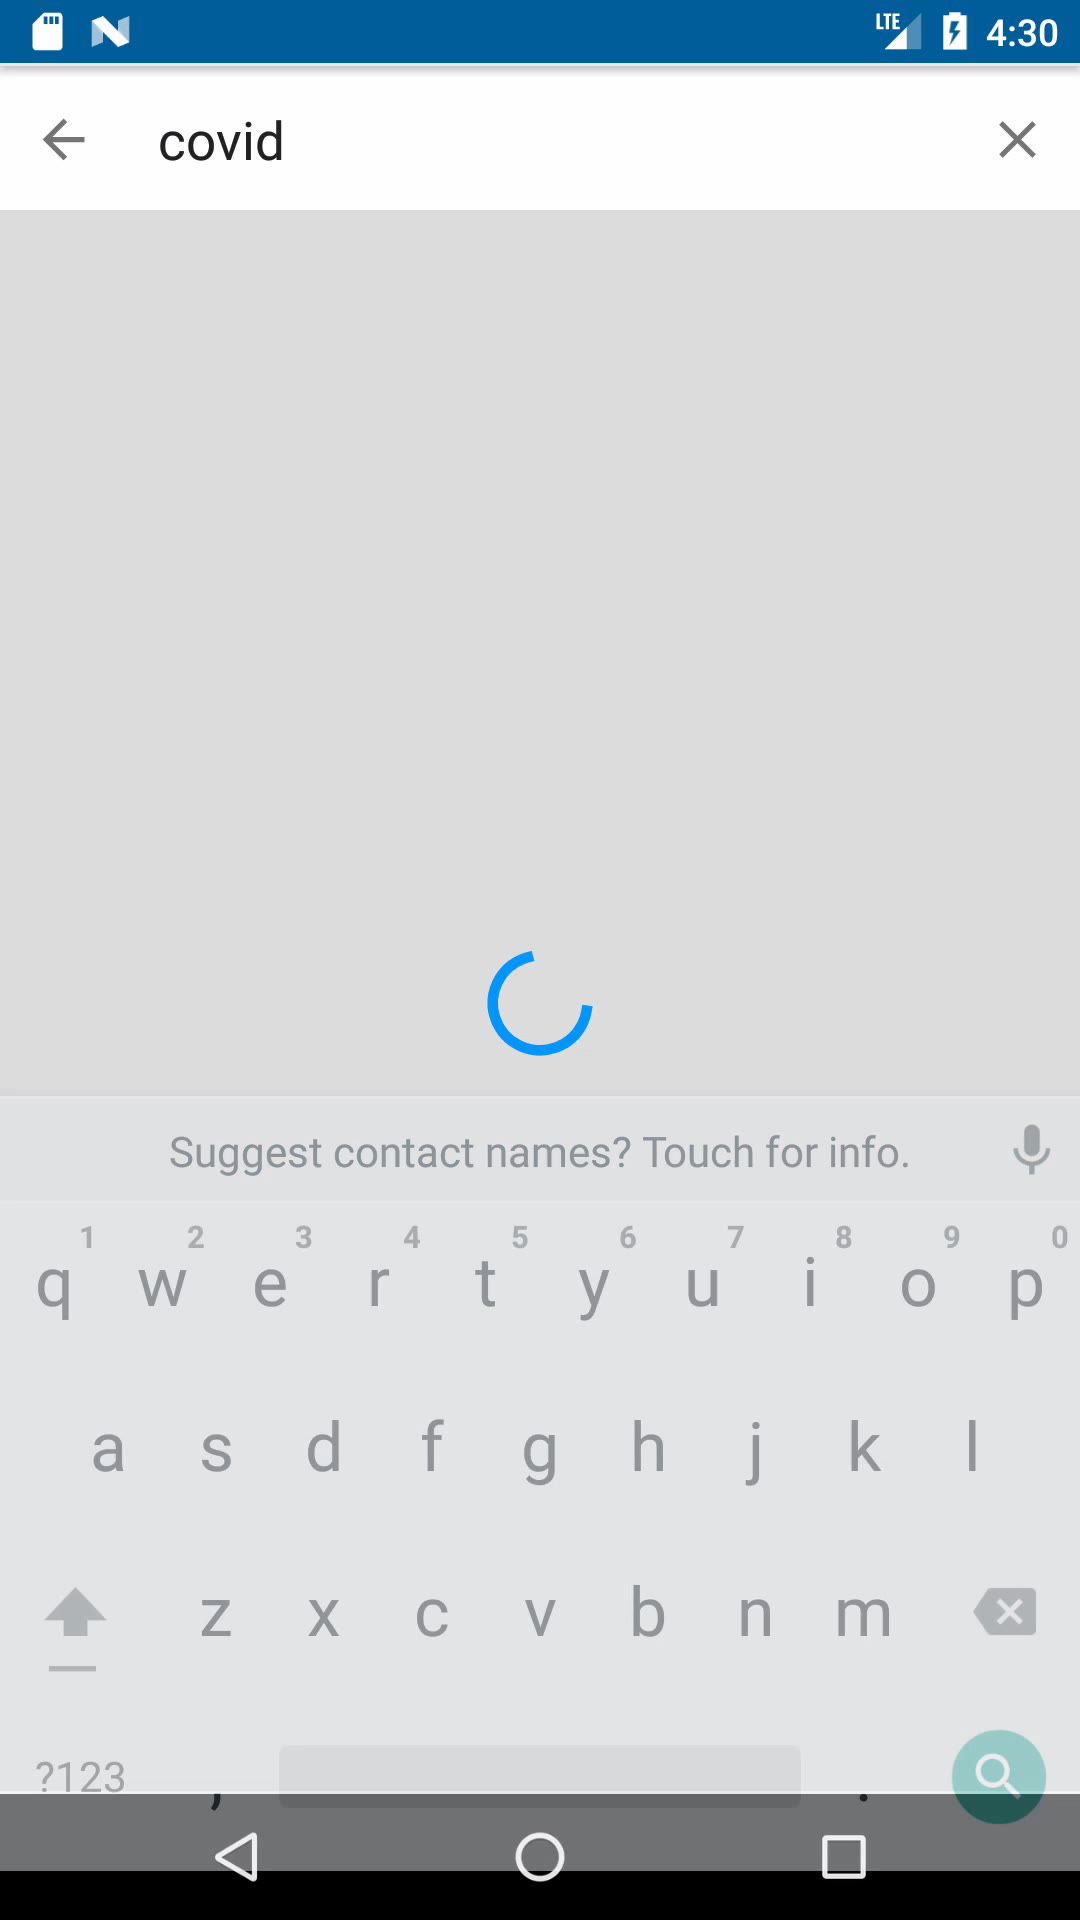 LTE 4:30
covid
Suggest contact names? Touch for info.
1 2 3 4 5 6 7 8 9 0
q w e r t y u i o p
a s d f g h j k l
z x c v b n m
?123 , .